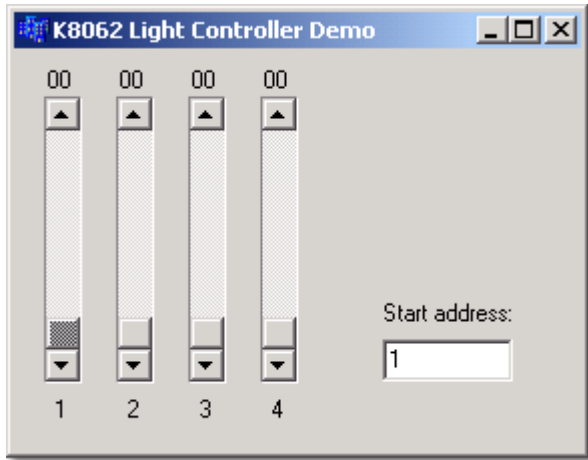 K8062 Light Controller Demo
00 00 00 00
Start address:
1
1 2 3 4